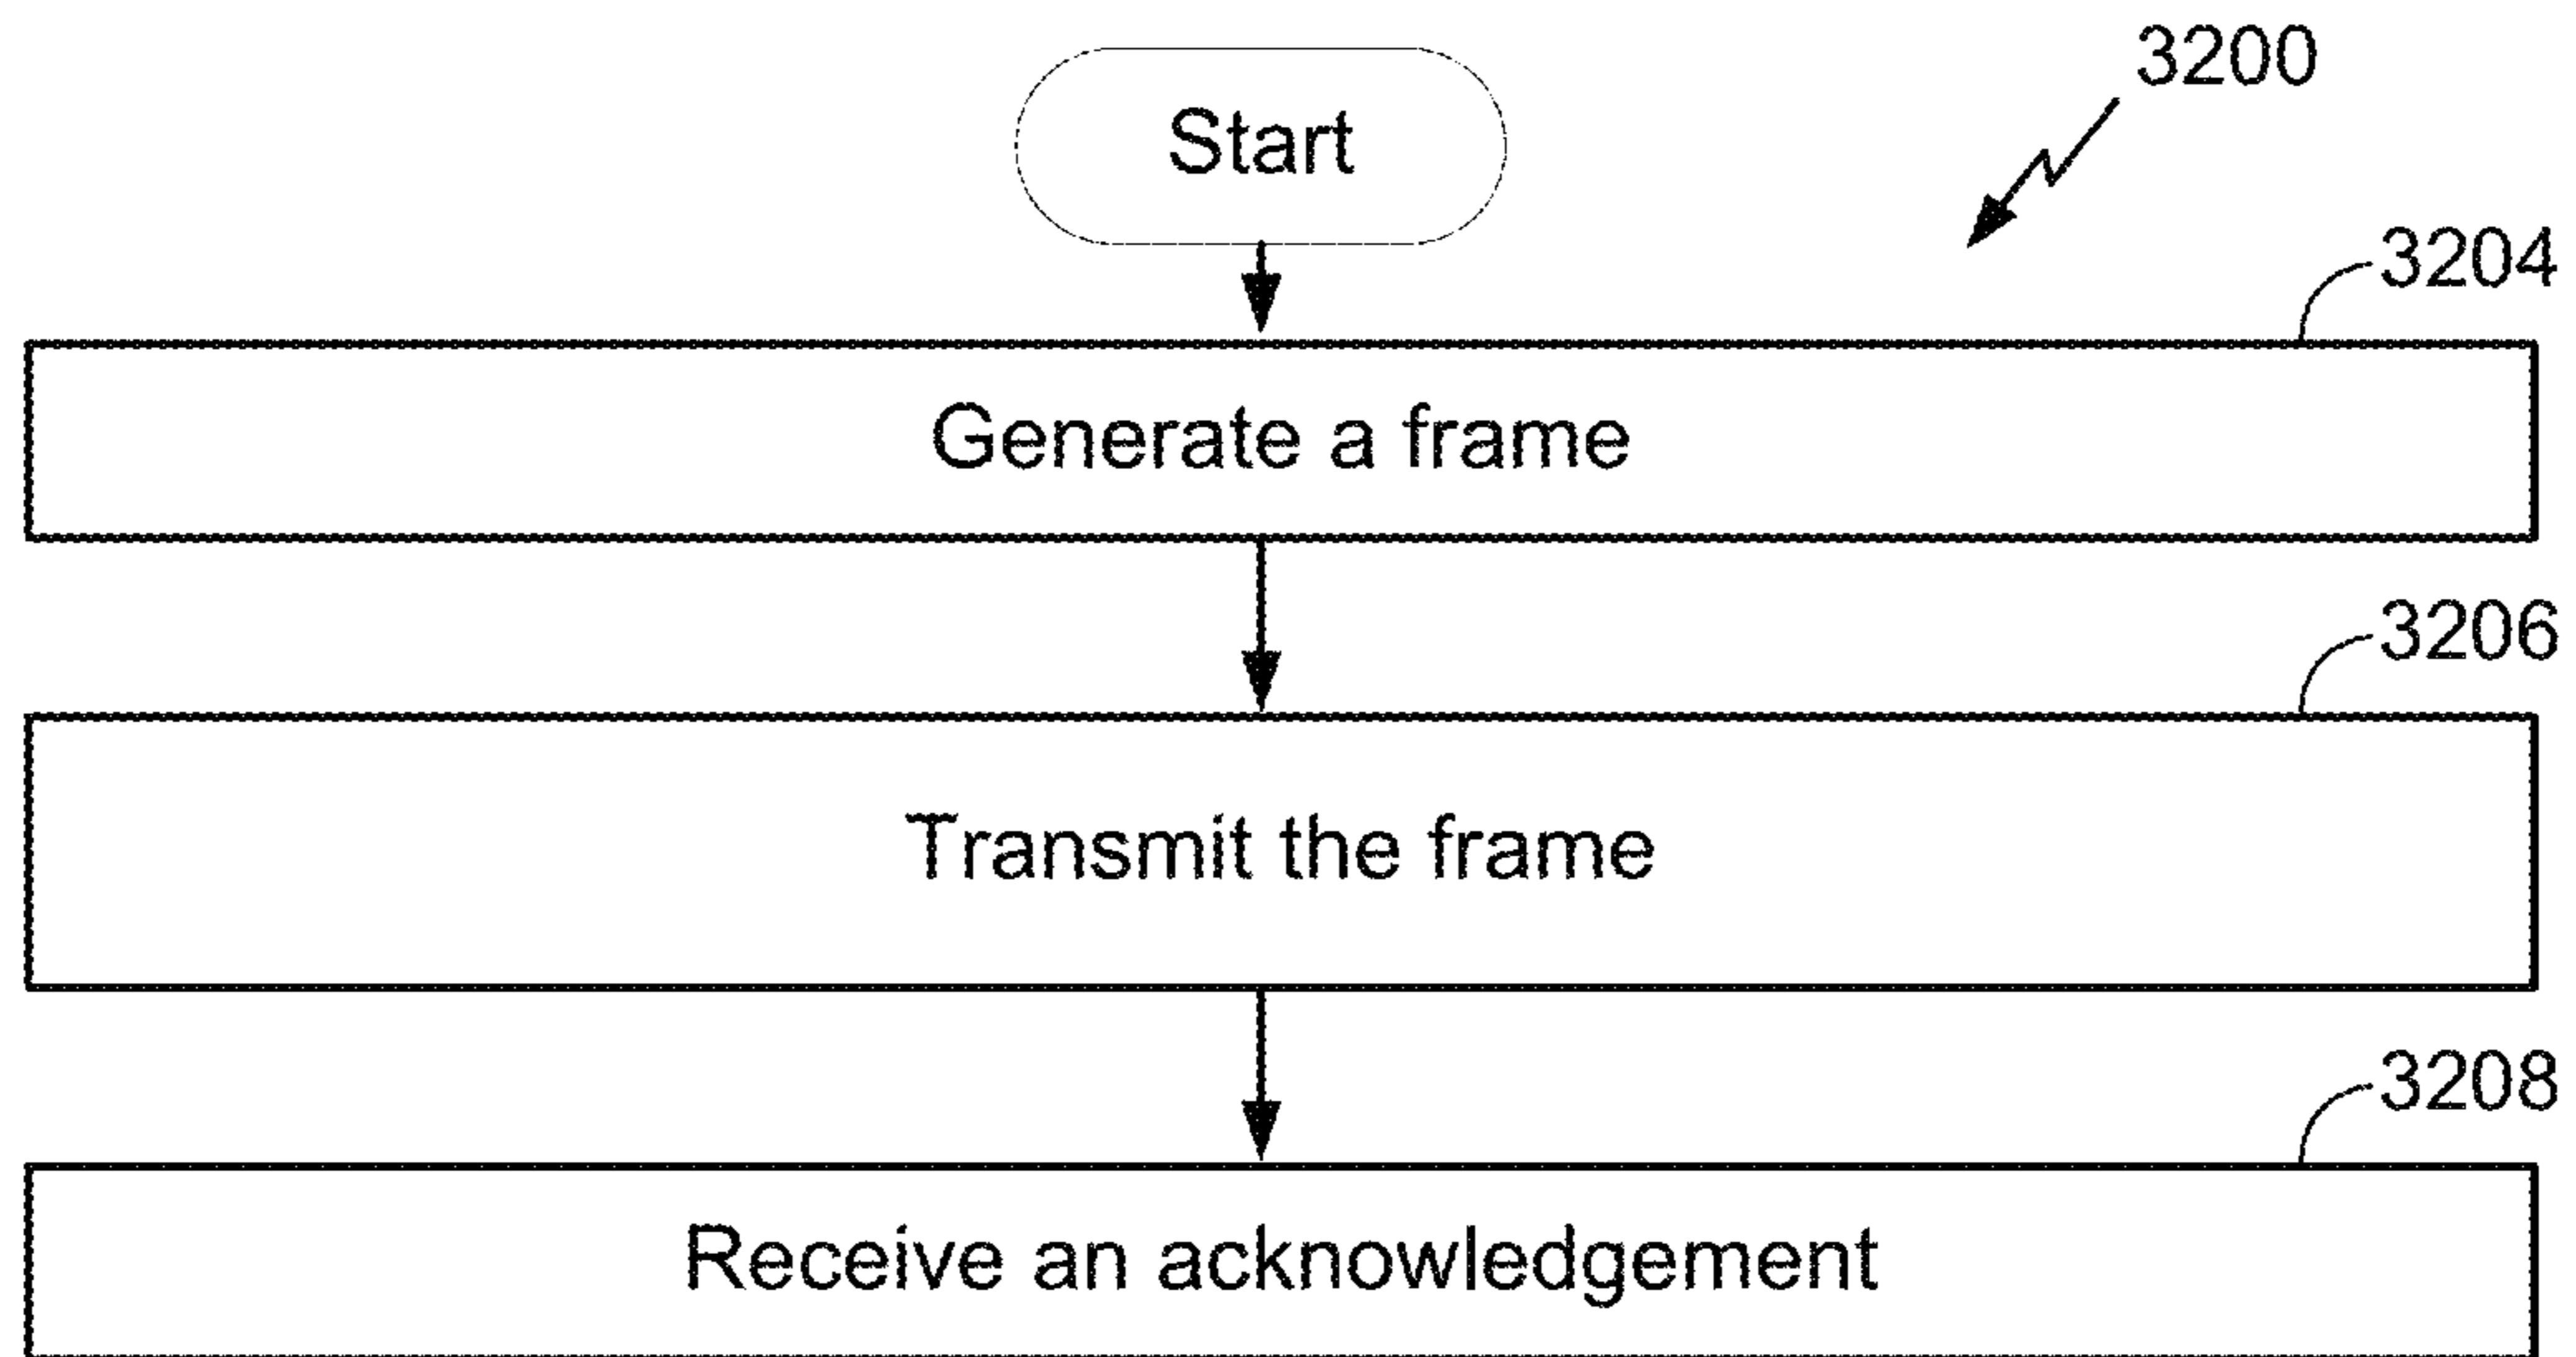 3200
Start
3204
Generate a frame
3206
Transmit the frame
3208
Receive an acknowledgement